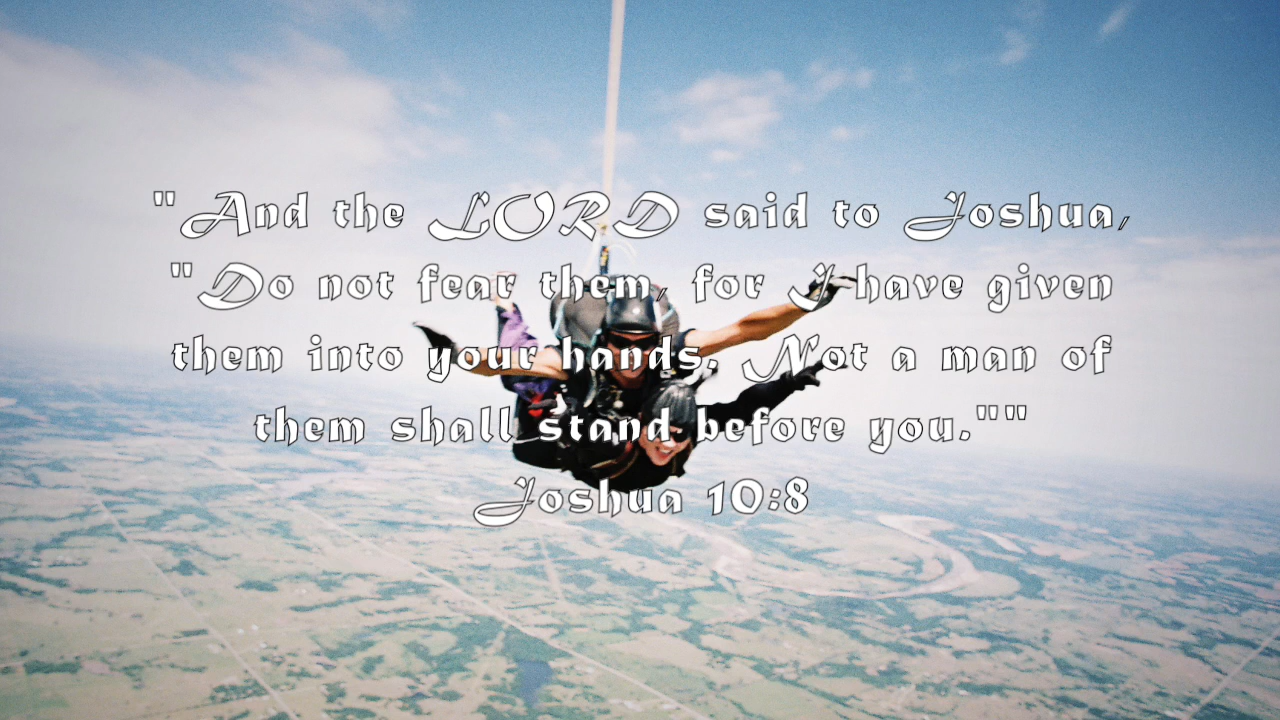 "And the LORD said to Joshua,
"Do not fear them, for I have given
them into your hands. Not a man of
them shall stand before you.""
Joshua 10:8